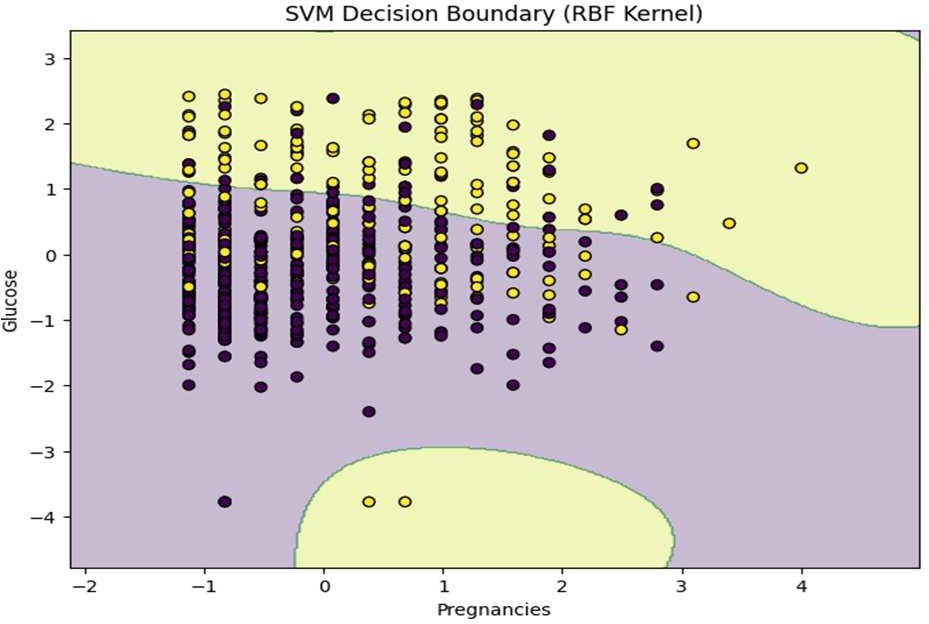 SVM Decision Boundary (RBF Kernel)
3
2
1
0
−1
−2
−3
−4
Glucose
−2 −1 0 1 2 3 4
Pregnancies